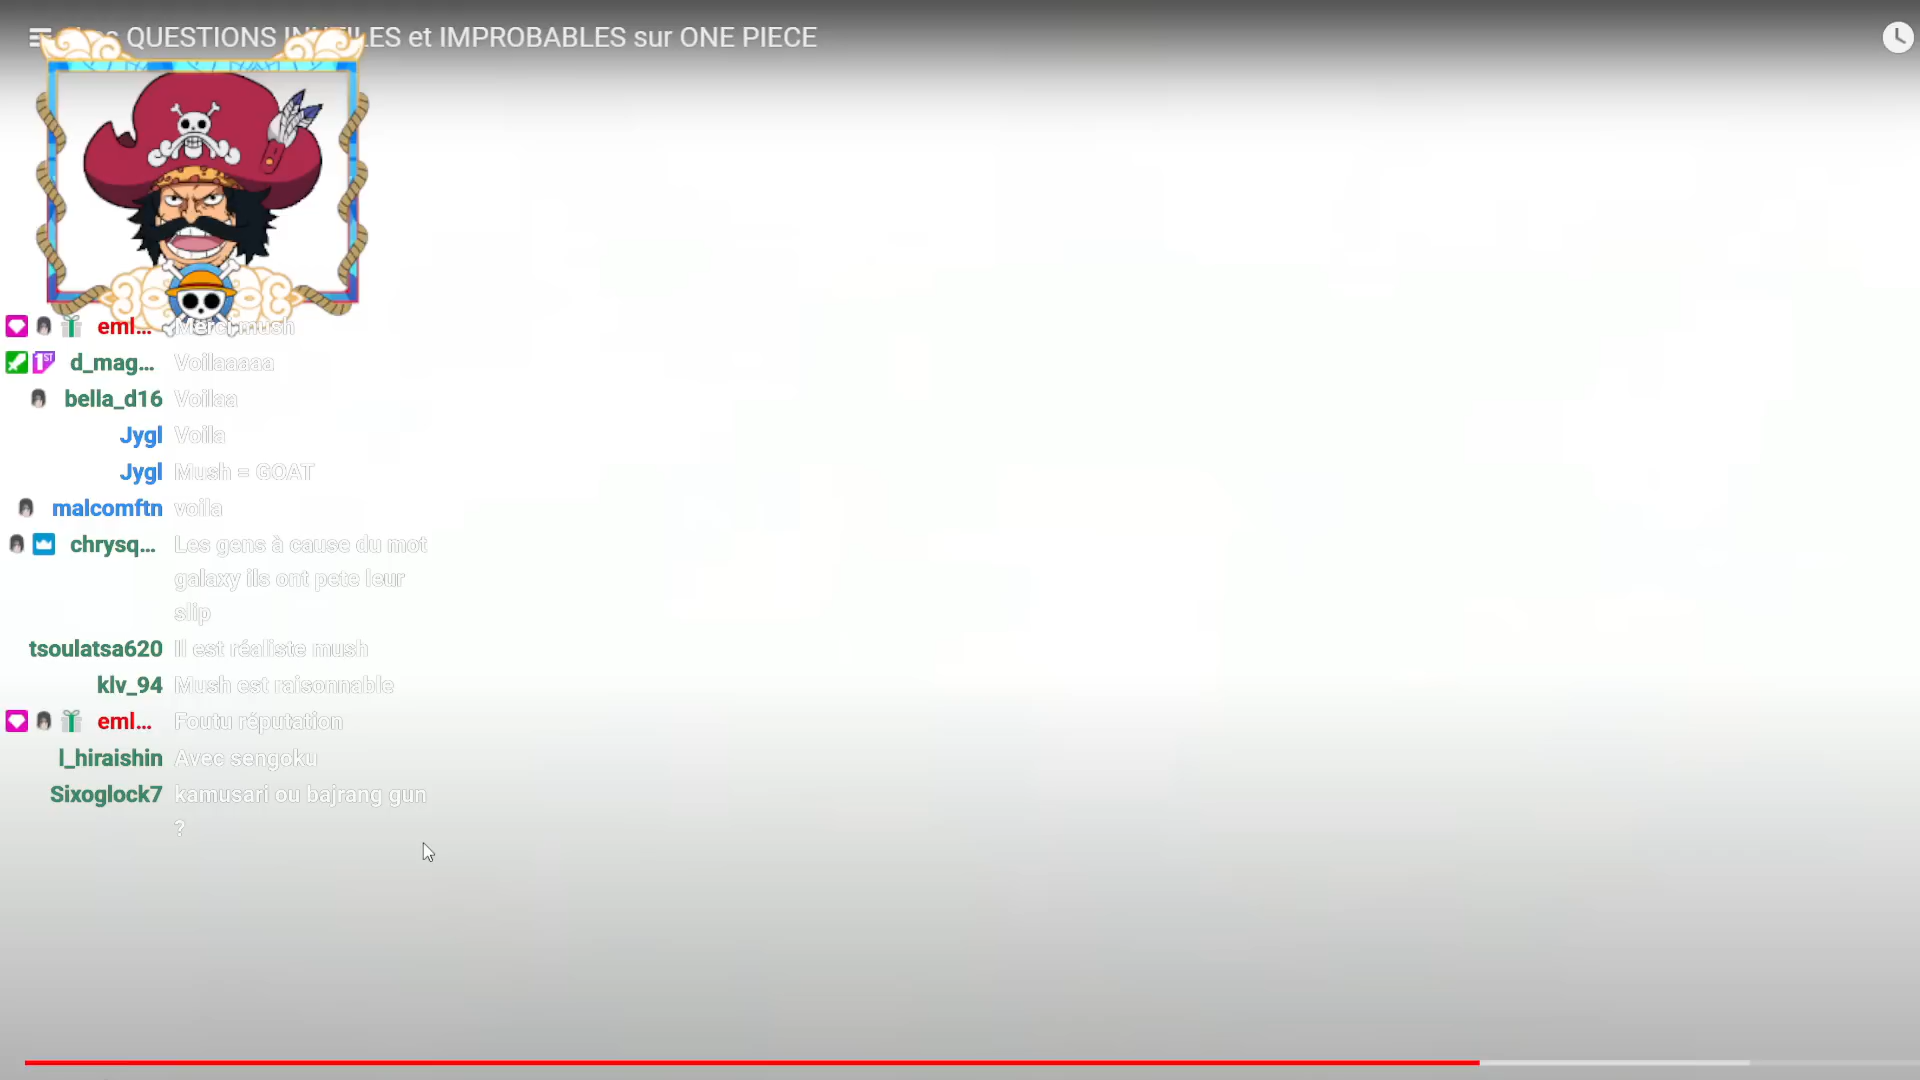 QUESTIONS INUTILES et IMPROBABLES sur ONE PIECE
eml... Merci mush
1ST d_mag... Voilaaaaa
bella_d16 Voilaa
Jygl Voila
Jygl Mush = GOAT
malcomftn voila
chrysq... Les gens à cause du mot
galaxy ils ont pete leur
slip
tsoulatsa620 Il est réaliste mush
klv_94 Mush est raisonnable
eml... Foutu réputation
l_hiraishin Avec sengoku
Sixoglock7 kamusari ou bajrang gun
?